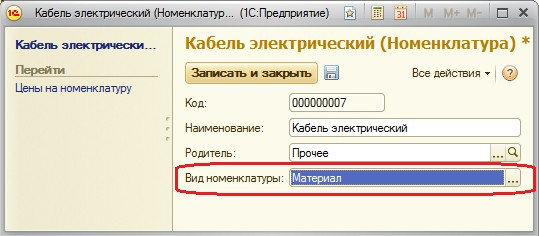 Кабель электрический (Номенклатур... (1С:Предприятие)
M M+ M-
Кабель электрически...
Перейти
Цены на номенклатуру
Кабель электрический (Номенклатура) *
Записать и закрыть
Все действия
Код: 000000007
Наименование: Кабель электрический
Родитель: Прочее ...
Вид номенклатуры: Материал ...